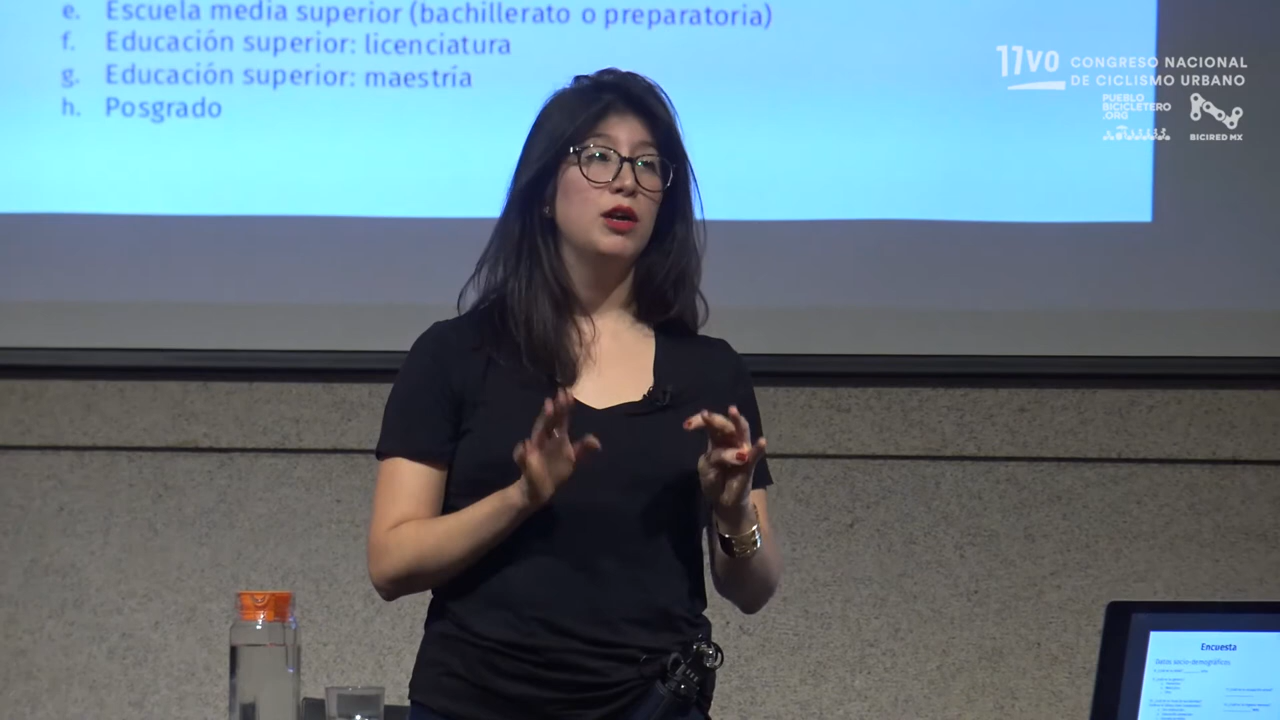 e. Escuela media superior (bachillerato o preparatoria)
f. Educación superior: licenciatura
g. Educación superior: maestría
h. Posgrado
17VO CONGRESO NACIONAL
DE CICLISMO URBANO
PUEBLO
BICICLETERO
.ORG
BICIRED MX
Encuesta
Datos socio-demográficos